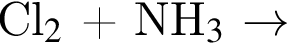 Cl₂ + NH₃ →